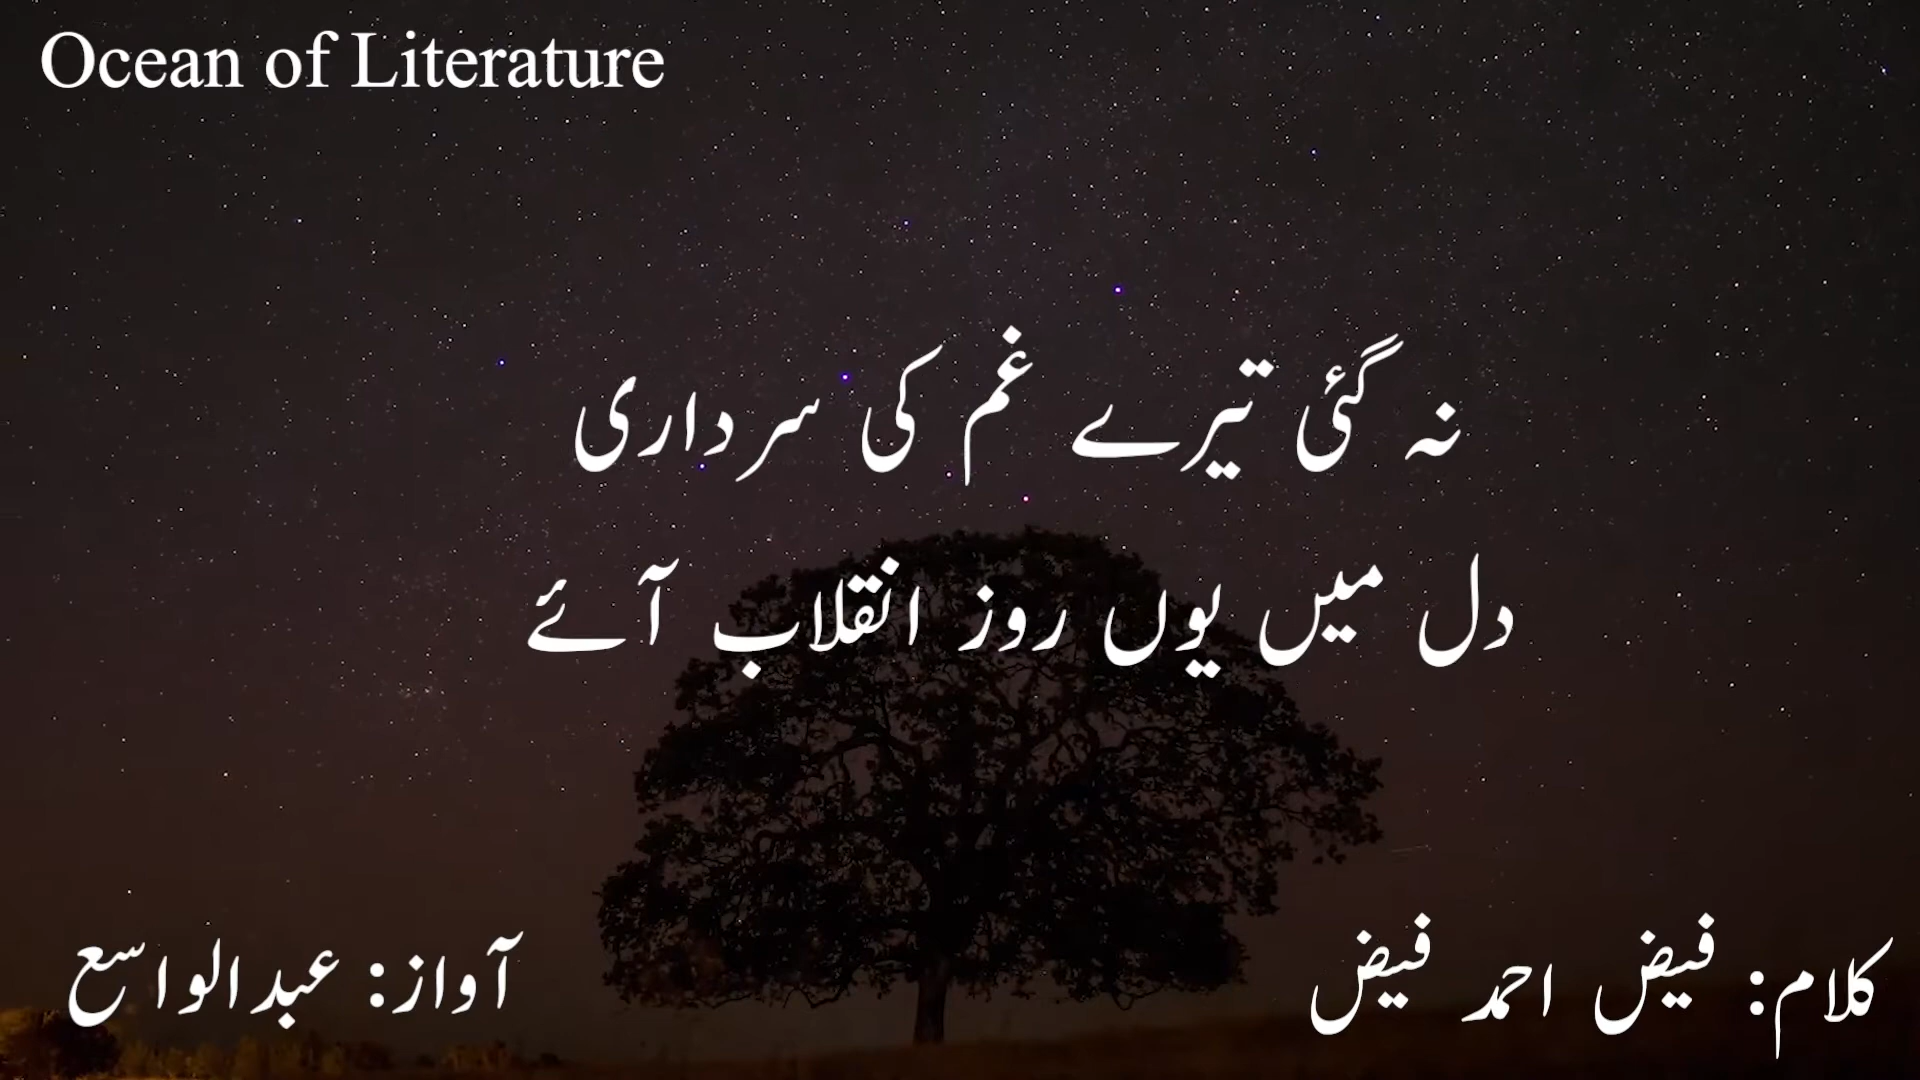 Ocean of Literature
نہ گئی تیرے غم کی سرداری
دل میں یوں روز انقلاب آئے
کلام: فیض احمد فیض
آواز: عبدالواسع